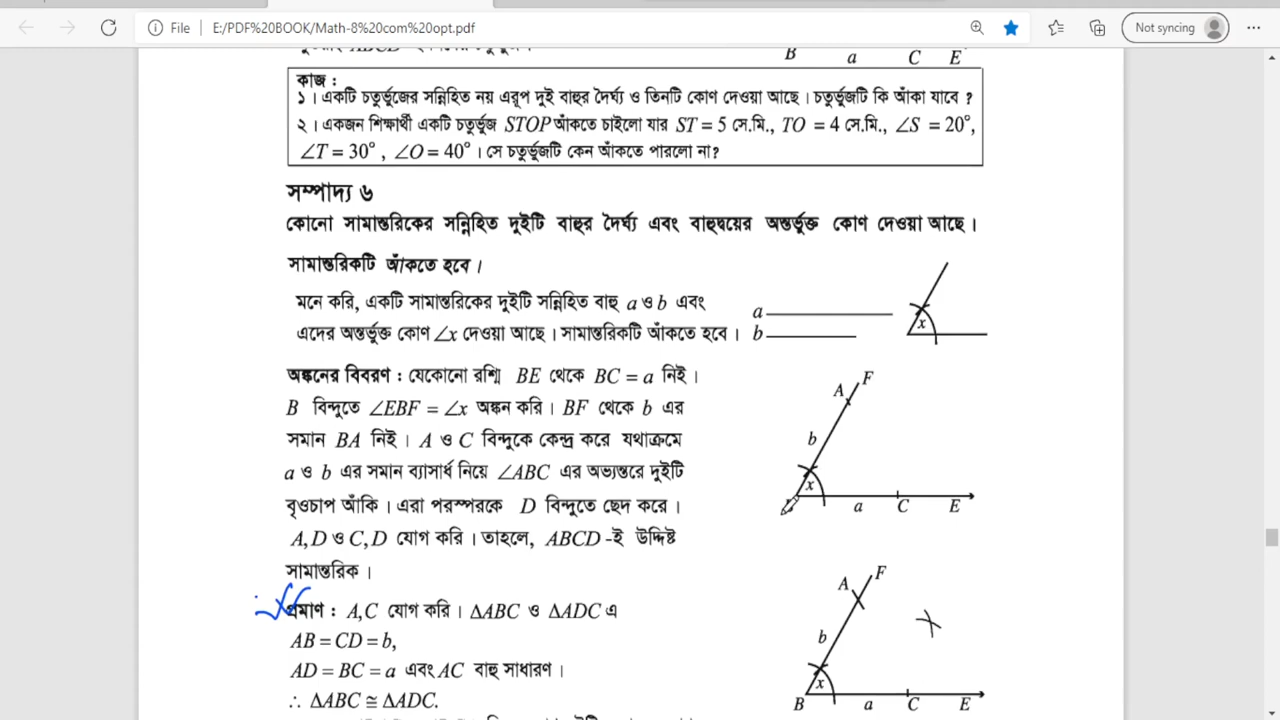 File
E:/PDF%20BOOK/Math-8%20com%20opt.pdf
Not syncing
B a C E
কাজ :
১। একটি চতুর্ভুজের সন্নিহিত নয় এরূপ দুই বাহুর দৈর্ঘ্য ও তিনটি কোণ দেওয়া আছে। চতুর্ভুজটি কি আঁকা যাবে ?
২। একজন শিক্ষার্থী একটি চতুর্ভুজ STOP আঁকতে চাইলো যার ST = 5 সে.মি., TO = 4 সে.মি., ∠S = 20°,
∠T = 30° , ∠O = 40° । সে চতুর্ভুজটি কেন আঁকতে পারলো না?
সম্পাদ্য ৬
কোনো সামান্তরিকের সন্নিহিত দুইটি বাহুর দৈর্ঘ্য এবং বাহুদ্বয়ের অন্তর্ভুক্ত কোণ দেওয়া আছে।
সামান্তরিকটি আঁকতে হবে।
মনে করি, একটি সামান্তরিকের দুইটি সন্নিহিত বাহু a ও b এবং
এদের অন্তর্ভুক্ত কোণ ∠x দেওয়া আছে। সামান্তরিকটি আঁকতে হবে।
a
b
x
অঙ্কনের বিবরণ : যেকোনো রশ্মি BE থেকে BC = a নিই।
B বিন্দুতে ∠EBF = ∠x অঙ্কন করি। BF থেকে b এর
সমান BA নিই। A ও C বিন্দুকে কেন্দ্র করে যথাক্রমে
a ও b এর সমান ব্যাসার্ধ নিয়ে ∠ABC এর অভ্যন্তরে দুইটি
বৃওচাপ আঁকি। এরা পরস্পরকে D বিন্দুতে ছেদ করে।
A,D ও C,D যোগ করি। তাহলে, ABCD -ই উদ্দিষ্ট
সামান্তরিক।
F
A
b
x
a C E
প্রমাণ : A,C যোগ করি। ΔABC ও ΔADC এ
AB = CD = b,
AD = BC = a এবং AC বাহু সাধারণ।
∴ ΔABC ≅ ΔADC.
F
A
b
x
B a C E